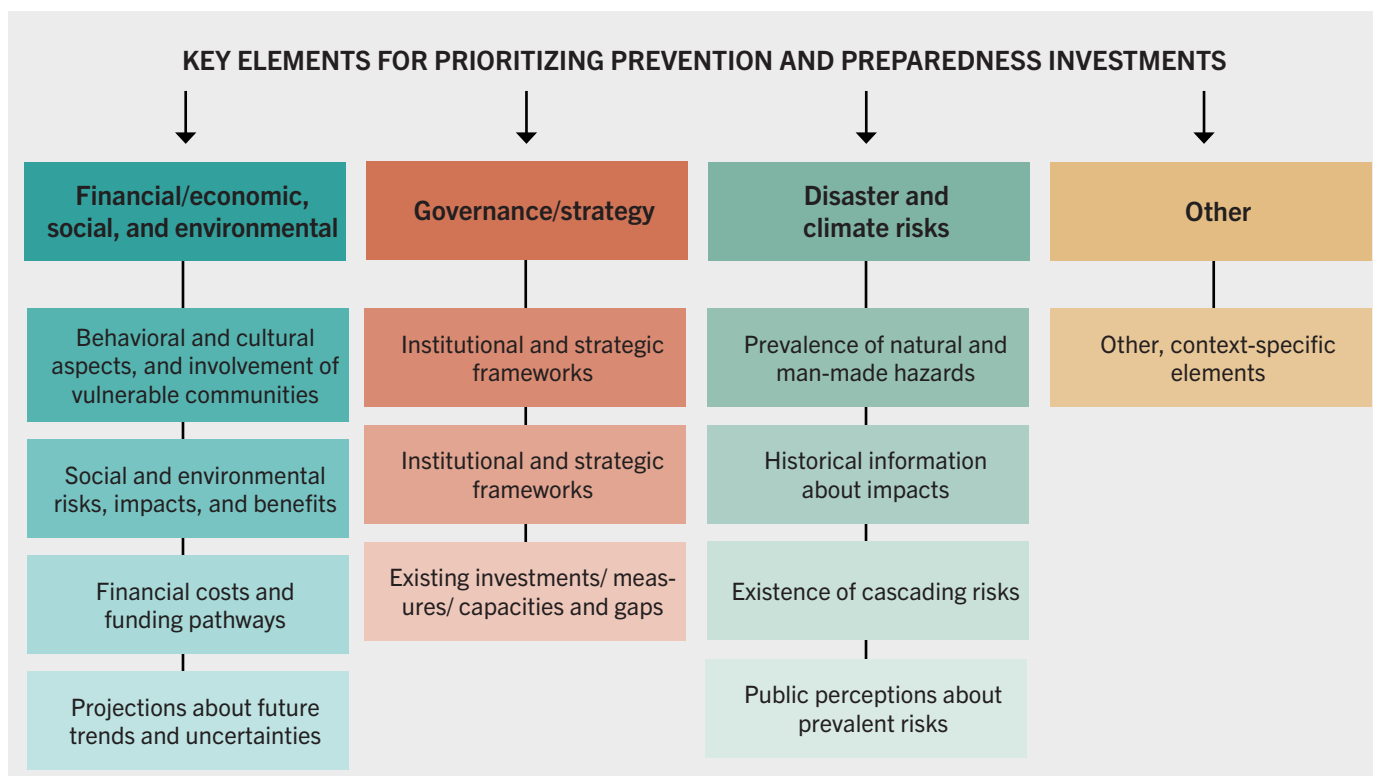 KEY ELEMENTS FOR PRIORITIZING PREVENTION AND PREPAREDNESS INVESTMENTS
Financial/economic,
social, and environmental
Behavioral and cultural
aspects, and involvement of
vulnerable communities
Social and environmental
risks, impacts, and benefits
Financial costs and
funding pathways
Projections about future
trends and uncertainties
Governance/strategy
Institutional and strategic
frameworks
Institutional and strategic
frameworks
Existing investments/ meas-
ures/ capacities and gaps
Disaster and
climate risks
Prevalence of natural and
man-made hazards
Historical information
about impacts
Existence of cascading risks
Public perceptions about
prevalent risks
Other
Other, context-specific
elements